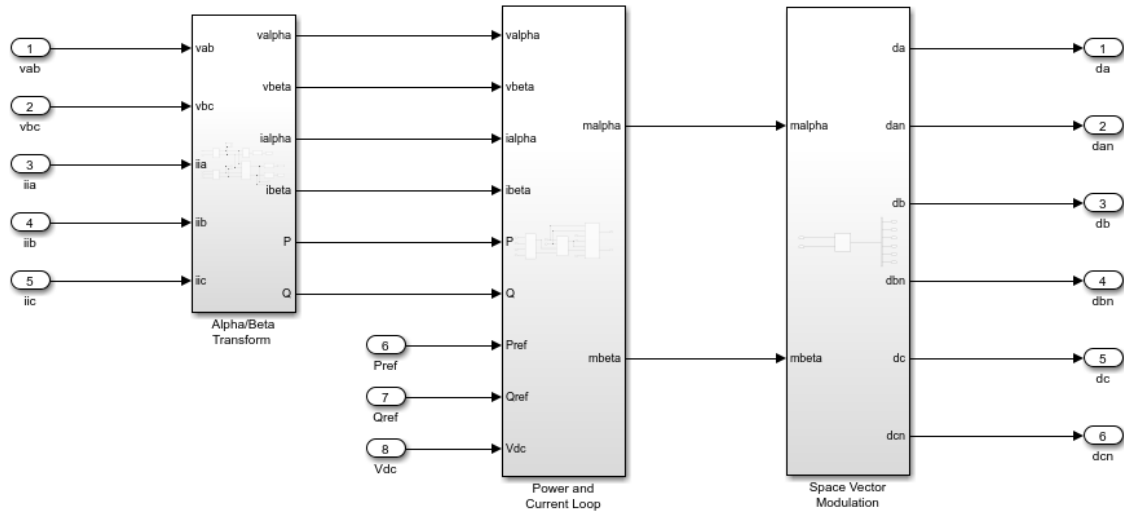 1
vab
2
vbc
3
iia
4
iib
5
iic
vab
vbc
iia
iib
iic
valpha
vbeta
ialpha
ibeta
P
Q
Alpha/Beta
Transform
6
Pref
7
Qref
8
Vdc
valpha
vbeta
ialpha
ibeta
P
Q
Pref
Qref
Vdc
malpha
mbeta
Power and
Current Loop
malpha
mbeta
da
dan
db
dbn
dc
dcn
Space Vector
Modulation
1
da
2
dan
3
db
4
dbn
5
dc
6
dcn